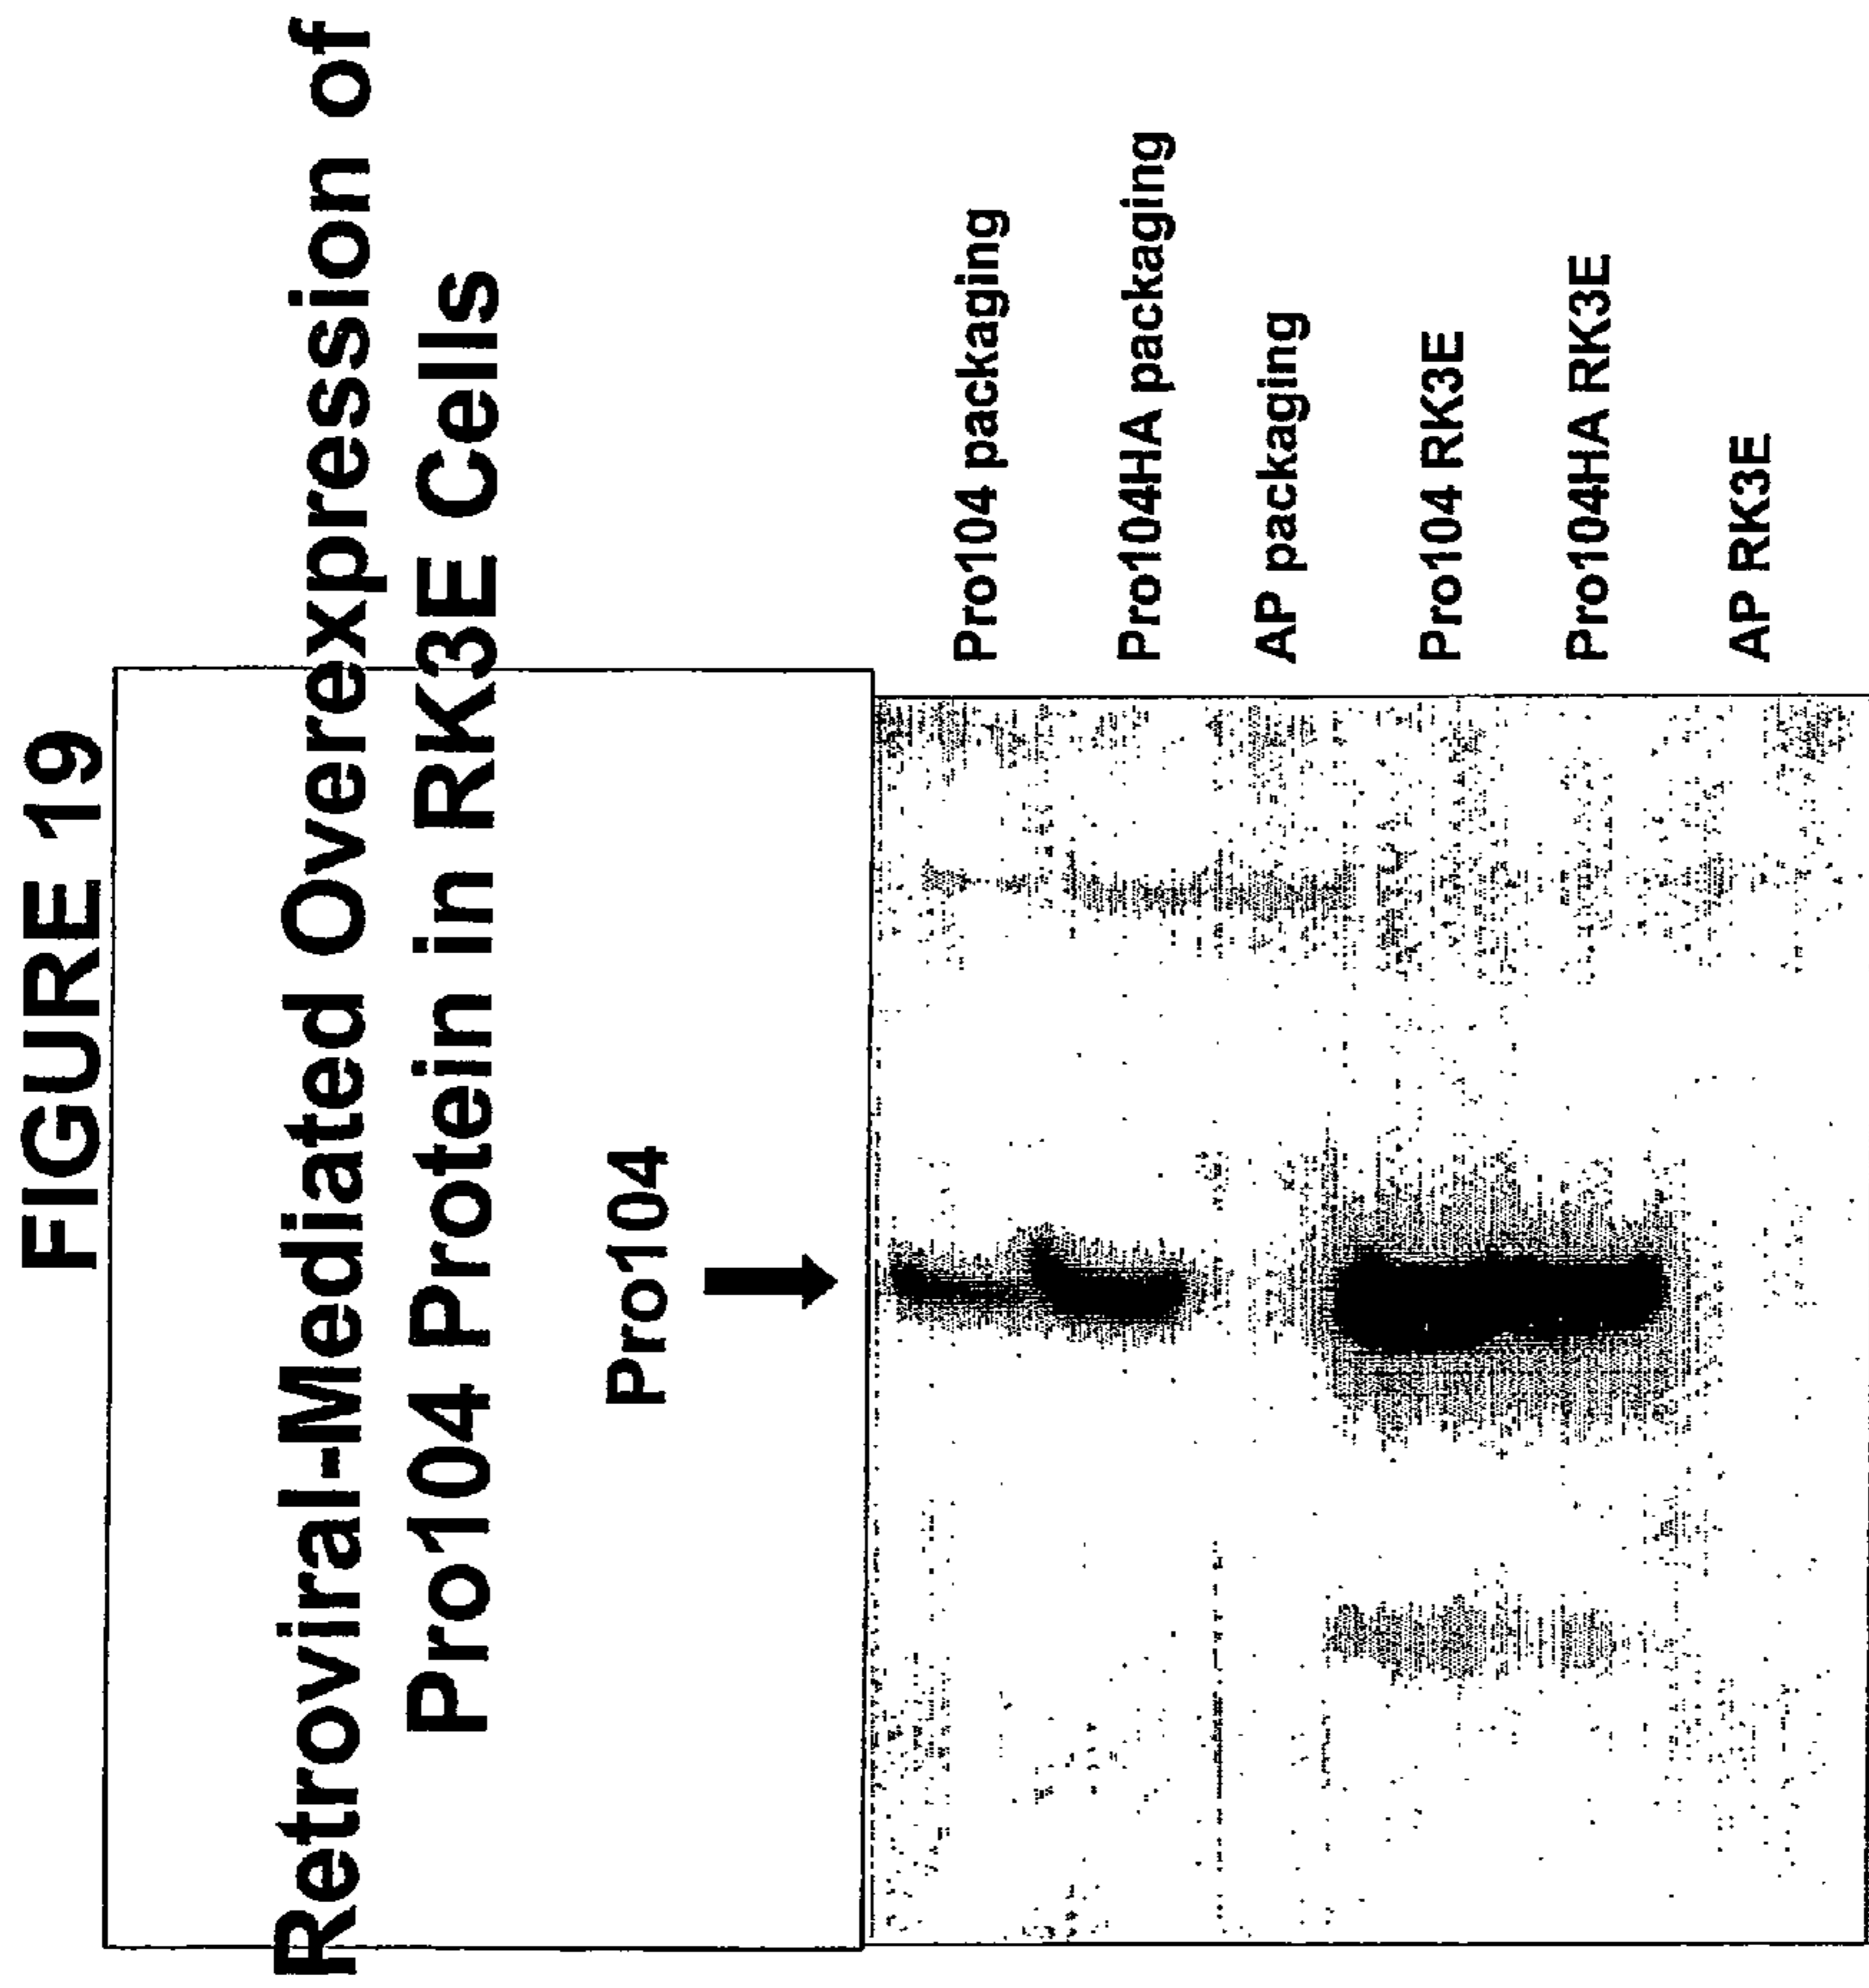 FIGURE 19
Retroviral-Mediated Overexpression of
Pro104 Protein in RK3E Cells
Pro104
Pro104 packaging
Pro104HA packaging
AP packaging
Pro104 RK3E
Pro104HA RK3E
AP RK3E